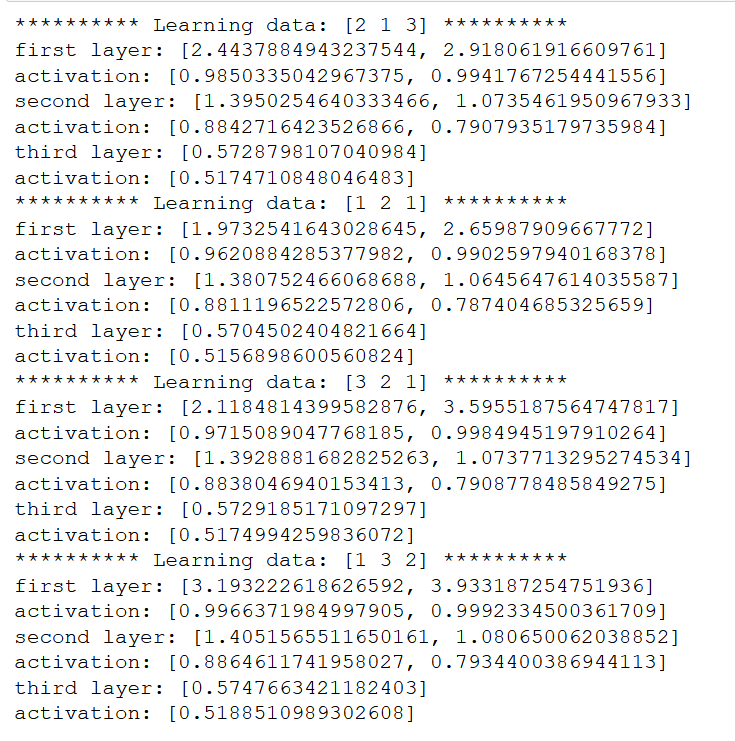 ********** Learning data: [2 1 3] **********
first layer: [2.4437884943237544, 2.918061916609761]
activation: [0.9850335042967375, 0.9941767254441556]
second layer: [1.3950254640333466, 1.0735461950967933]
activation: [0.8842716423526866, 0.7907935179735984]
third layer: [0.5728798107040984]
activation: [0.5174710848046483]
********** Learning data: [1 2 1] **********
first layer: [1.9732541643028645, 2.65987909667772]
activation: [0.9620884285377982, 0.9902597940168378]
second layer: [1.380752466068688, 1.0645647614035587]
activation: [0.8811196522572806, 0.787404685325659]
third layer: [0.5704502404821664]
activation: [0.5156898600560824]
********** Learning data: [3 2 1] **********
first layer: [2.1184814399582876, 3.5955187564747817]
activation: [0.9715089047768185, 0.9984945197910264]
second layer: [1.3928881682825263, 1.0737713295274534]
activation: [0.8838046940153413, 0.7908778485849275]
third layer: [0.5729185171097297]
activation: [0.5174994259836072]
********** Learning data: [1 3 2] **********
first layer: [3.193222618626592, 3.933187254751936]
activation: [0.9966371984997905, 0.9992334500361709]
second layer: [1.4051565511650161, 1.080650062038852]
activation: [0.8864611741958027, 0.7934400386944113]
third layer: [0.5747663421182403]
activation: [0.5188510989302608]